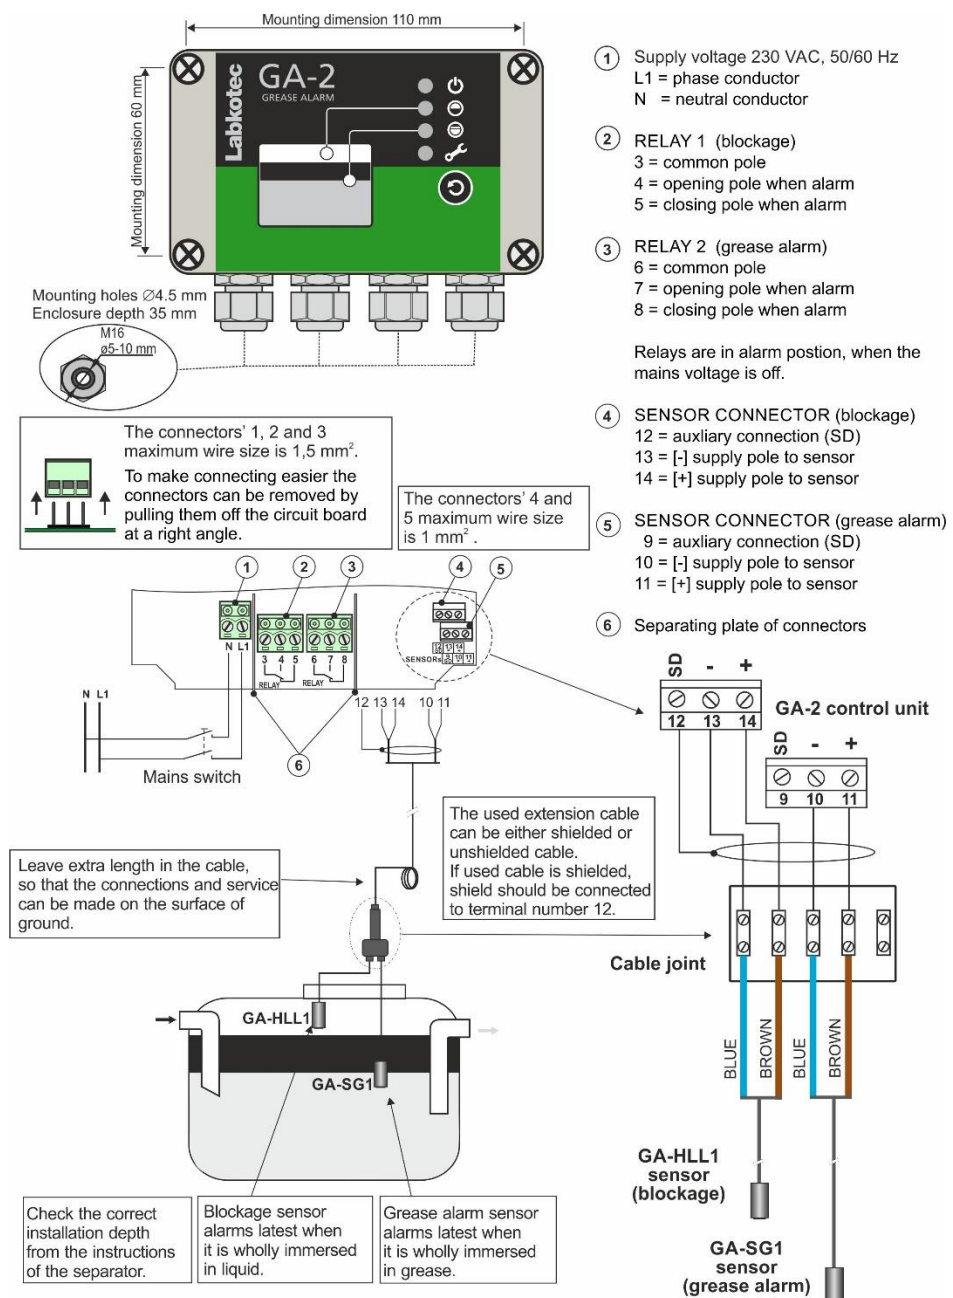 Mounting dimension 110 mm
Mounting dimension 60 mm
Labkotec
GA-2
GREASE ALARM
Mounting holes Ø4.5 mm
Enclosure depth 35 mm
M16
ø5-10 mm
1 Supply voltage 230 VAC, 50/60 Hz
L1 = phase conductor
N = neutral conductor
2 RELAY 1 (blockage)
3 = common pole
4 = opening pole when alarm
5 = closing pole when alarm
3 RELAY 2 (grease alarm)
6 = common pole
7 = opening pole when alarm
8 = closing pole when alarm
Relays are in alarm postion, when the
mains voltage is off.
4 SENSOR CONNECTOR (blockage)
12 = auxliary connection (SD)
13 = [-] supply pole to sensor
14 = [+] supply pole to sensor
5 SENSOR CONNECTOR (grease alarm)
9 = auxliary connection (SD)
10 = [-] supply pole to sensor
11 = [+] supply pole to sensor
6 Separating plate of connectors
The connectors' 1, 2 and 3
maximum wire size is 1,5 mm².
To make connecting easier the
connectors can be removed by
pulling them off the circuit board
at a right angle.
The connectors' 4 and
5 maximum wire size
is 1 mm² .
1 2 3 4 5
N L1
3 4 5
RELAY
6 7 8
RELAY
12 13 14
SD - +
SENSORs
9 10 11
SD - +
N L1
Mains switch
6
12 13 14 10 11
SD - +
12 13 14
GA-2 control unit
SD - +
9 10 11
The used extension cable
can be either shielded or
unshielded cable.
If used cable is shielded,
shield should be connected
to terminal number 12.
Leave extra length in the cable,
so that the connections and service
can be made on the surface of
ground.
Cable joint
BLUE
BROWN
BLUE
BROWN
GA-HLL1
GA-SG1
GA-HLL1
sensor
(blockage)
GA-SG1
sensor
(grease alarm)
Check the correct
installation depth
from the instructions
of the separator.
Blockage sensor
alarms latest when
it is wholly immersed
in liquid.
Grease alarm sensor
alarms latest when
it is wholly immersed
in grease.